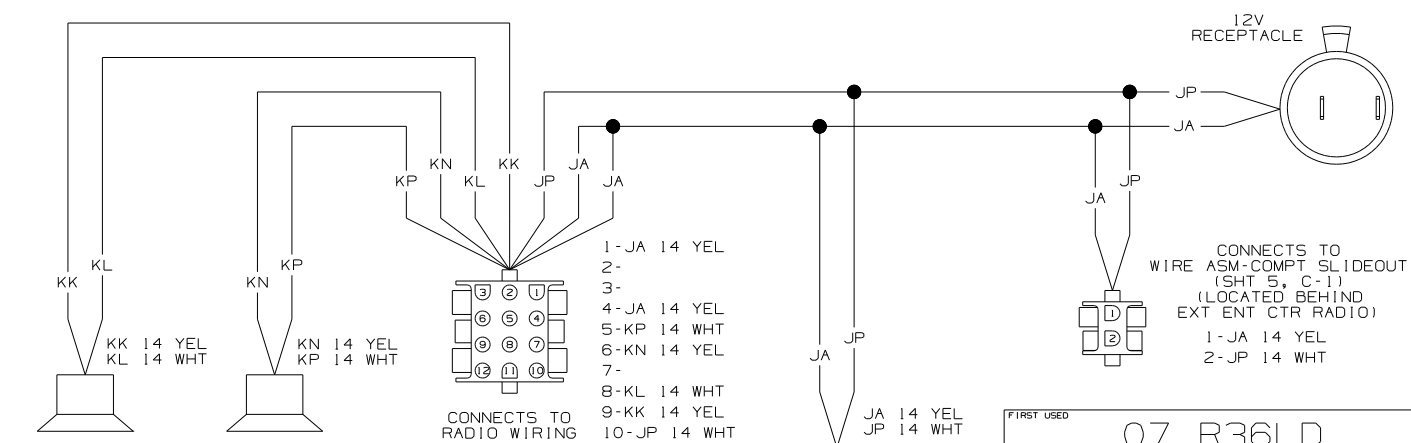 12V
RECEPTACLE
JP
JA
KN
KK
JA
KP
KL
JP
JA
JA
JP
KL
KP
KK
KN
1-JA 14 YEL
2-
3-
4-JA 14 YEL
5-KP 14 WHT
6-KN 14 YEL
7-
8-KL 14 WHT
9-KK 14 YEL
10-JP 14 WHT
3 2 1
6 5 4
9 8 7
12 11 10
CONNECTS TO
RADIO WIRING
KK 14 YEL
KL 14 WHT
KN 14 YEL
KP 14 WHT
JA
JP
JA 14 YEL
JP 14 WHT
1
2
CONNECTS TO
WIRE ASM-COMPT SLIDEOUT
(SHT 5, C-1)
(LOCATED BEHIND
EXT ENT CTR RADIO)
1-JA 14 YEL
2-JP 14 WHT
FIRST USED
07 R36LD